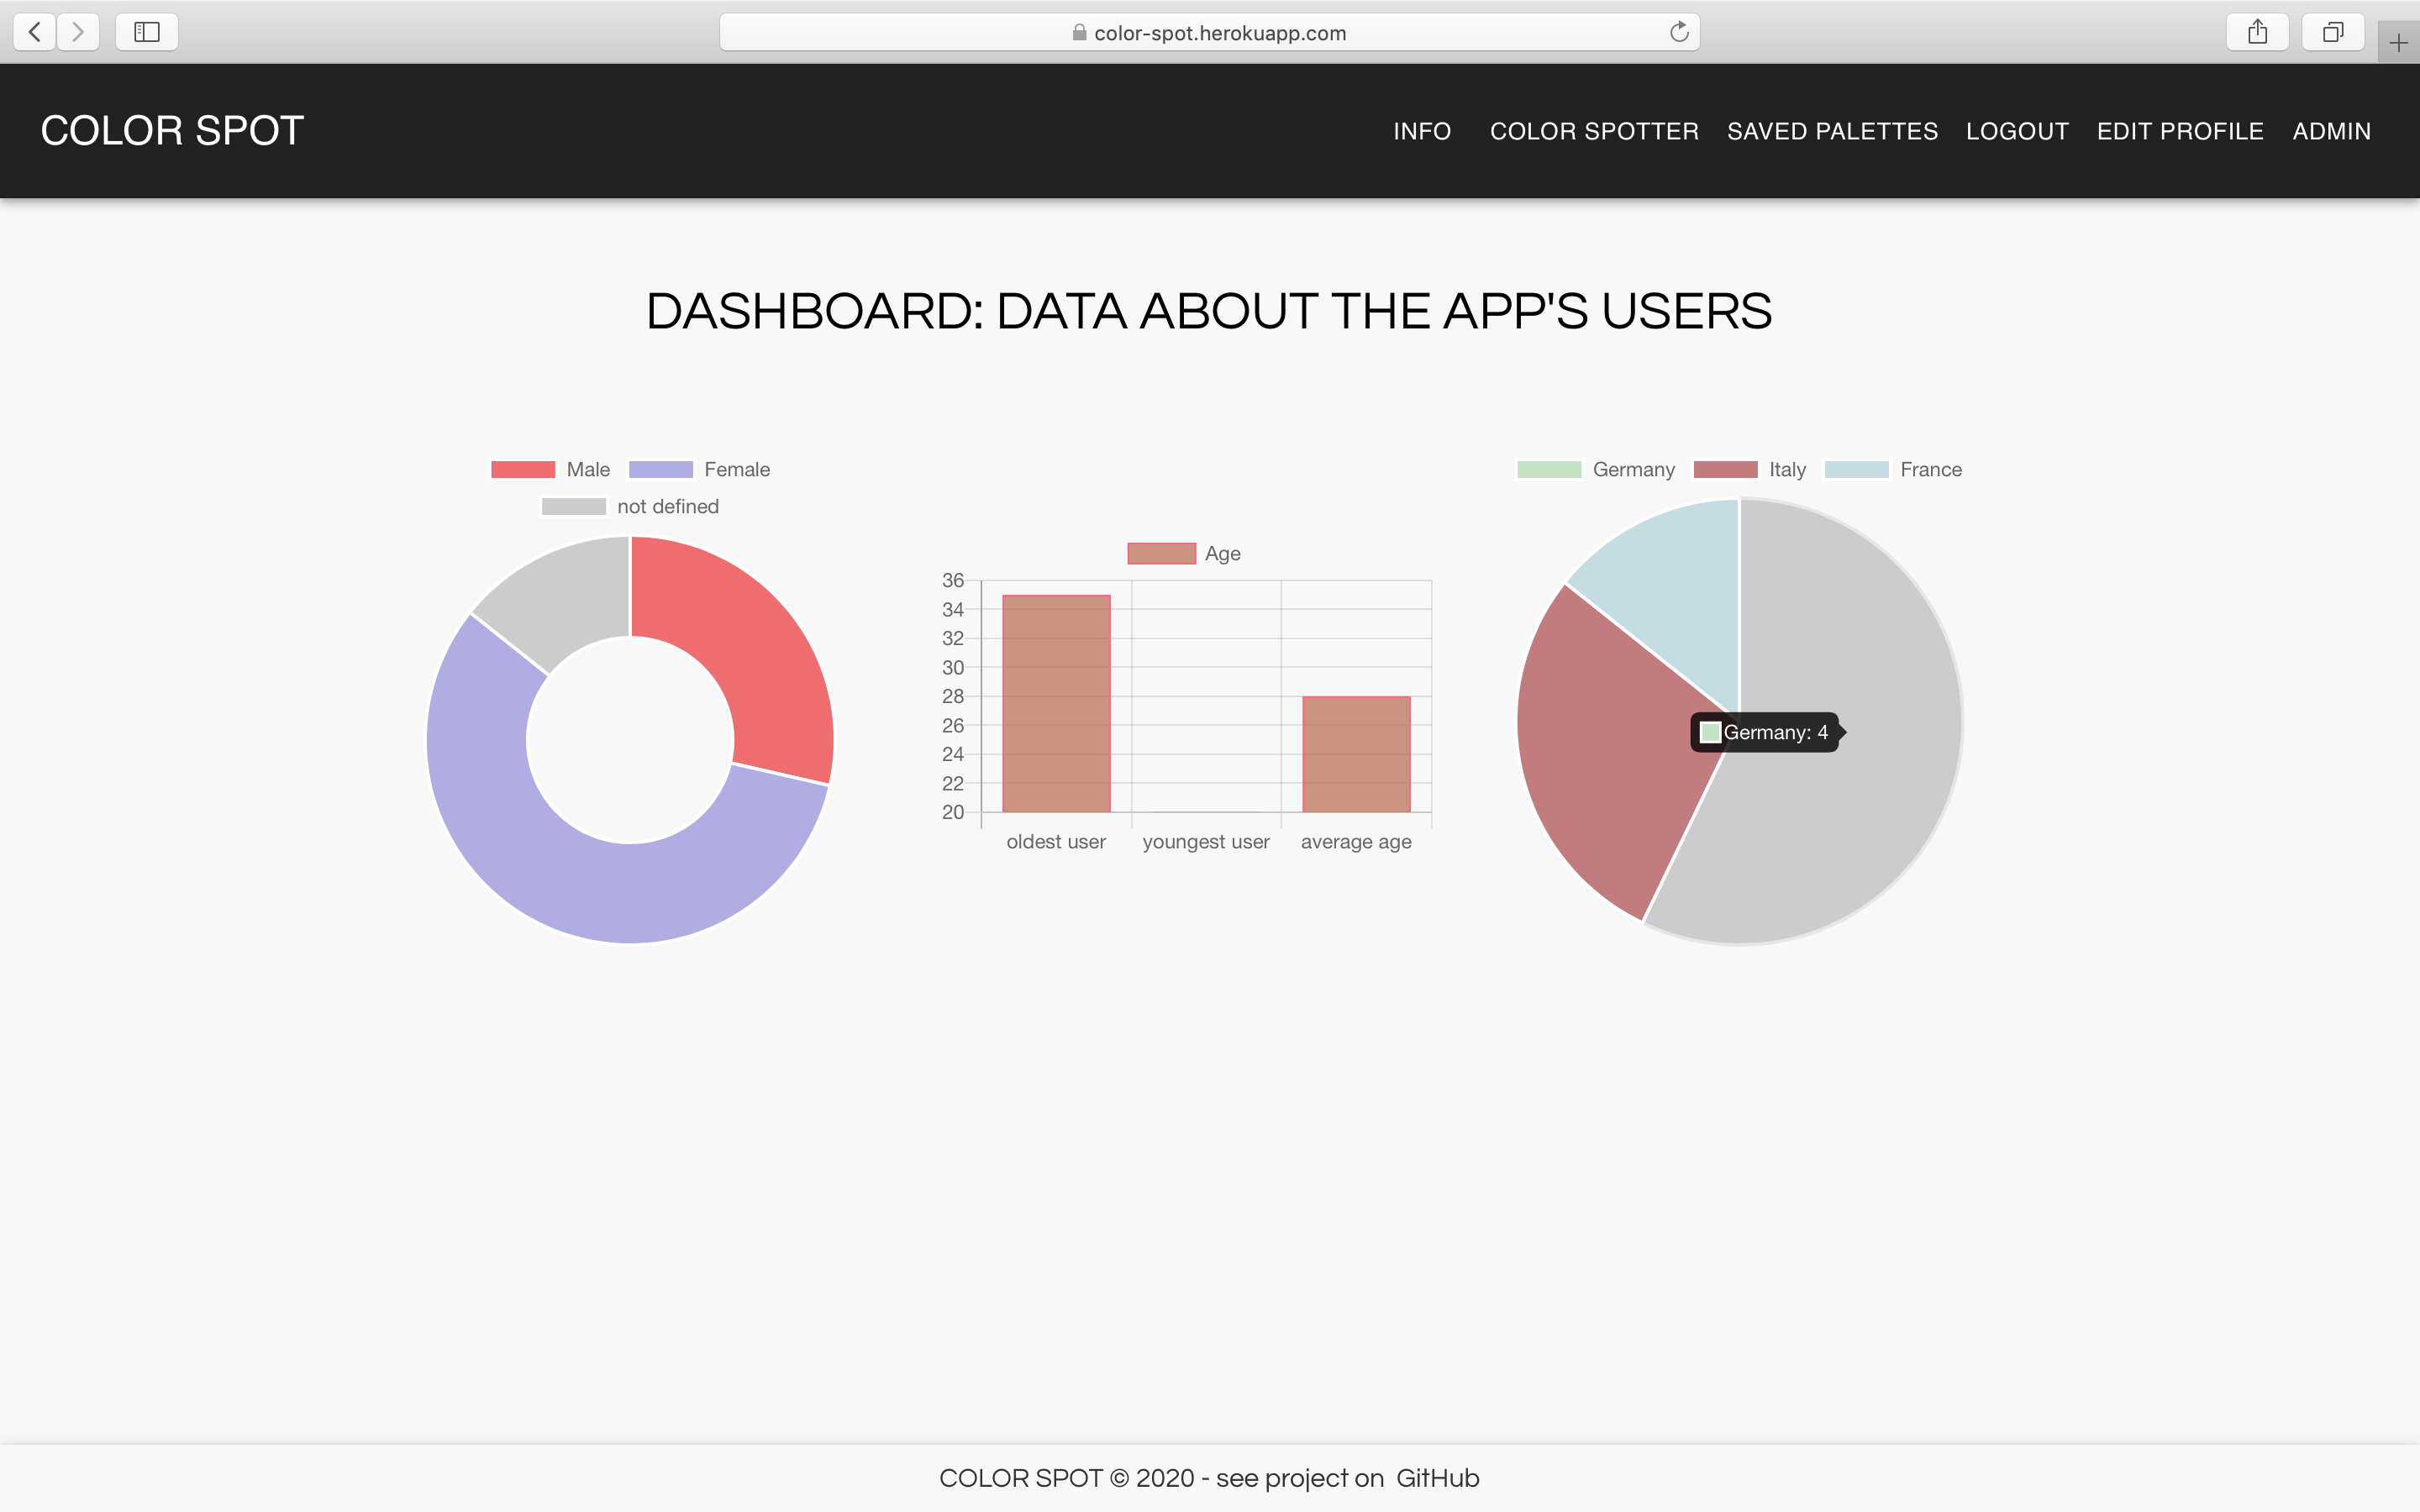 color-spot.herokuapp.com
COLOR SPOT
INFO COLOR SPOTTER SAVED PALETTES LOGOUT EDIT PROFILE ADMIN
DASHBOARD: DATA ABOUT THE APP'S USERS
Male Female
not defined
Age
36
34
32
30
28
26
24
22
20
oldest user youngest user average age
Germany Italy France
Germany: 4
COLOR SPOT © 2020 - see project on GitHub